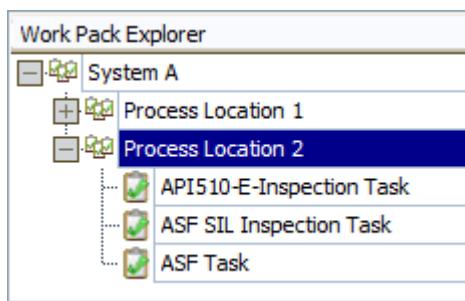 Work Pack Explorer
System A
Process Location 1
Process Location 2
API510-E-Inspection Task
ASF SIL Inspection Task
ASF Task